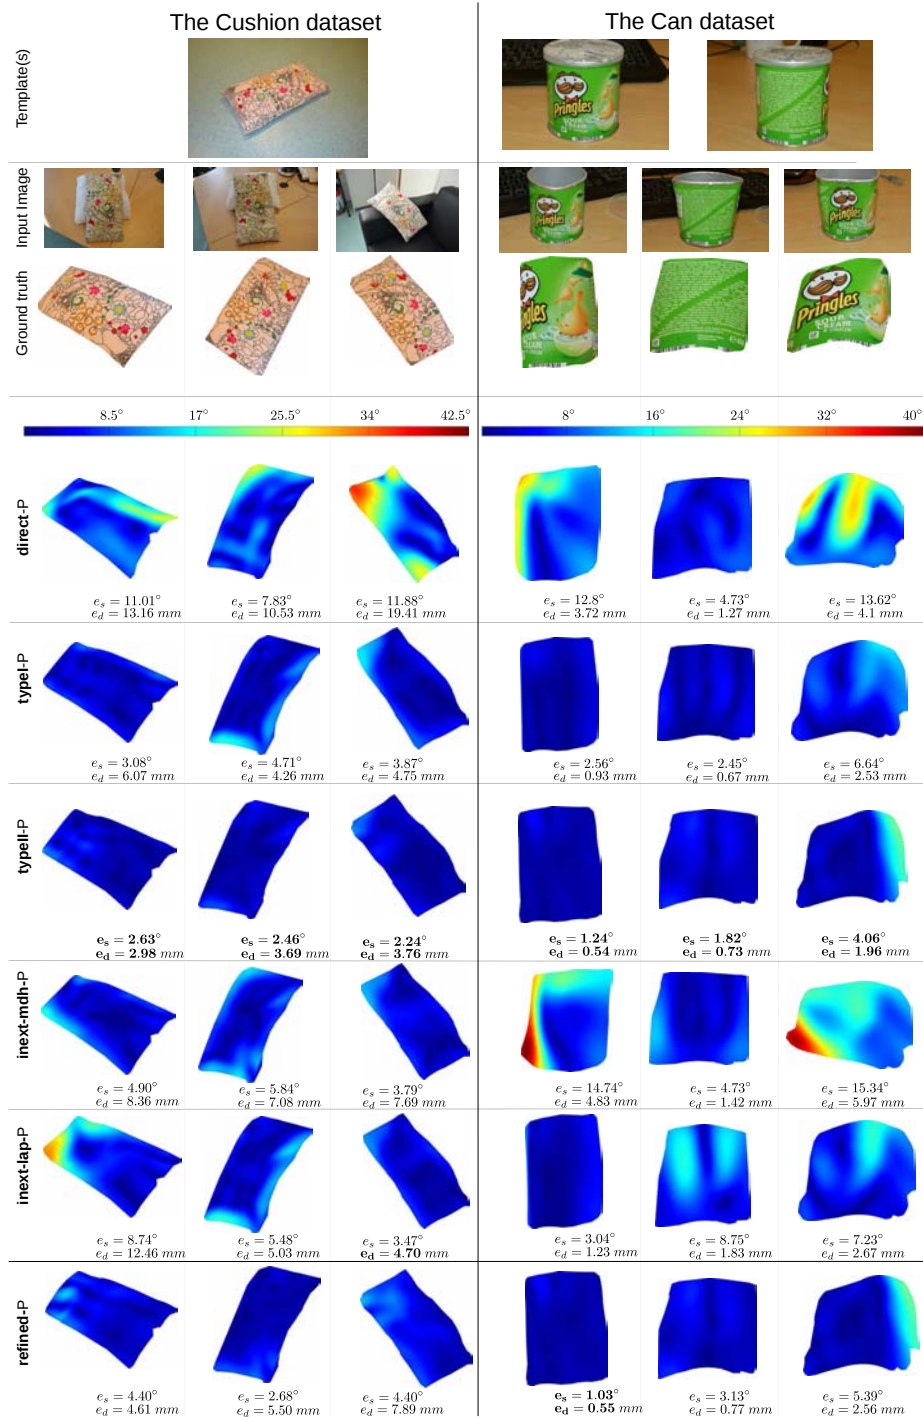 The Cushion dataset
The Can dataset
Template(s)
Pringles
SOUR
CREAM
Input Image
Pringles
Pringles
Ground truth
Pringles
SOUR
CREAM
& ONION
8.5° 17° 25.5° 34° 42.5°
8° 16° 24° 32° 40°
direct-P
e_s = 11.01°
e_d = 13.16 mm
e_s = 7.83°
e_d = 10.53 mm
e_s = 11.88°
e_d = 19.41 mm
e_s = 12.8°
e_d = 3.72 mm
e_s = 4.73°
e_d = 1.27 mm
e_s = 13.62°
e_d = 4.1 mm
typeI-P
e_s = 3.08°
e_d = 6.07 mm
e_s = 4.71°
e_d = 4.26 mm
e_s = 3.87°
e_d = 4.75 mm
e_s = 2.56°
e_d = 0.93 mm
e_s = 2.45°
e_d = 0.67 mm
e_s = 6.64°
e_d = 2.53 mm
typeII-P
e_s = 2.63°
e_d = 2.98 mm
e_s = 2.46°
e_d = 3.69 mm
e_s = 2.24°
e_d = 3.76 mm
e_s = 1.24°
e_d = 0.54 mm
e_s = 1.82°
e_d = 0.73 mm
e_s = 4.06°
e_d = 1.96 mm
inext-mdh-P
e_s = 4.90°
e_d = 8.36 mm
e_s = 5.84°
e_d = 7.08 mm
e_s = 3.79°
e_d = 7.69 mm
e_s = 14.74°
e_d = 4.83 mm
e_s = 4.73°
e_d = 1.42 mm
e_s = 15.34°
e_d = 5.97 mm
inext-lap-P
e_s = 8.74°
e_d = 12.46 mm
e_s = 5.48°
e_d = 5.03 mm
e_s = 3.47°
e_d = 4.70 mm
e_s = 3.04°
e_d = 1.23 mm
e_s = 8.75°
e_d = 1.83 mm
e_s = 7.23°
e_d = 2.67 mm
refined-P
e_s = 4.40°
e_d = 4.61 mm
e_s = 2.68°
e_d = 5.50 mm
e_s = 4.40°
e_d = 7.89 mm
e_s = 1.03°
e_d = 0.55 mm
e_s = 3.13°
e_d = 0.77 mm
e_s = 5.39°
e_d = 2.56 mm